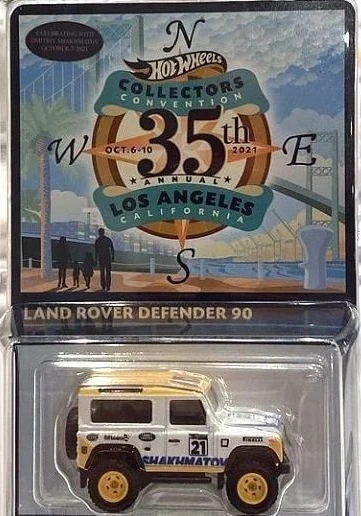 CELEBRATING WITH
DMITRIY SHAKHMATOV
OCTOBER 7, 2021
N
HOT WHEELS
COLLECTORS
CONVENTION
W
OCT.6-10
35th
2021
E
ANNUAL
LOS ANGELES
CALIFORNIA
S
LAND ROVER DEFENDER 90
21
PIRELLI
SHAKHMATOV